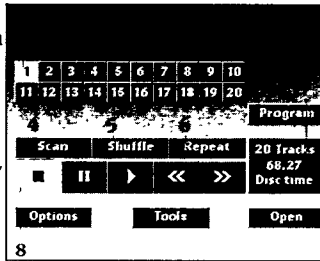 1 2 3 4 5 6 7 8 9 10
11 12 13 14 15 16 17 18 19 20
4 5 6
Program
Scan Shuffle Repeat
20 Tracks
68.27
Disc time
Options Tools Open
8